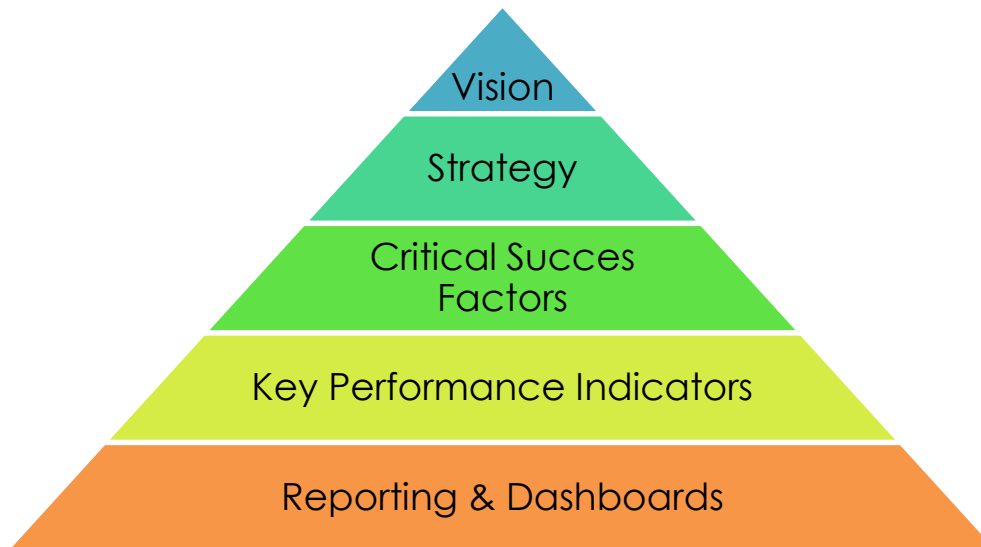 Vision
Strategy
Critical Succes
Factors
Key Performance Indicators
Reporting & Dashboards